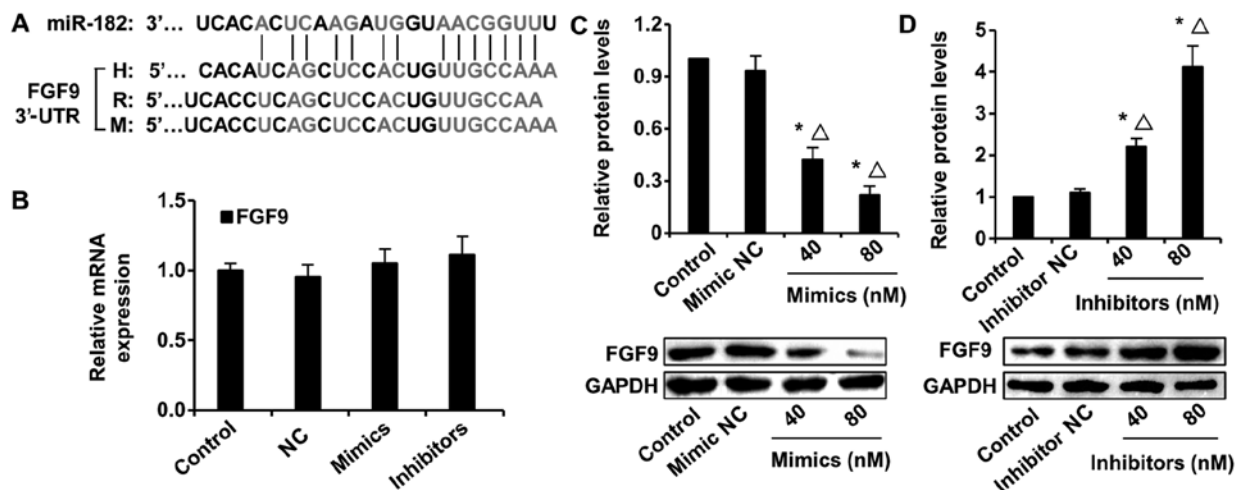 A
miR-182: 3'... UCACACUCAAGAUGGUAACGGUUU
FGF9
3'-UTR
H: 5'... CACAUCAGCUCCACUGUUGCCAAA
R: 5'...UCACCUCAGCUCCACUGUUGCCAA
M: 5'...UCACCUCAGCUCCACUGUUGCCAAA
B
Relative mRNA
expression
1.5
1.0
0.5
0.0
FGF9
Control
NC
Mimics
Inhibitors
C
Relative protein levels
1.2
0.9
0.6
0.3
0
* △
* △
Control
Mimic NC
40
80
Mimics (nM)
FGF9
GAPDH
Control
Mimic NC
40
80
Mimics (nM)
D
Relative protein levels
5
4
3
2
1
0
* △
* △
Control
Inhibitor NC
40
80
Inhibitors (nM)
FGF9
GAPDH
Control
Inhibitor NC
40
80
Inhibitors (nM)